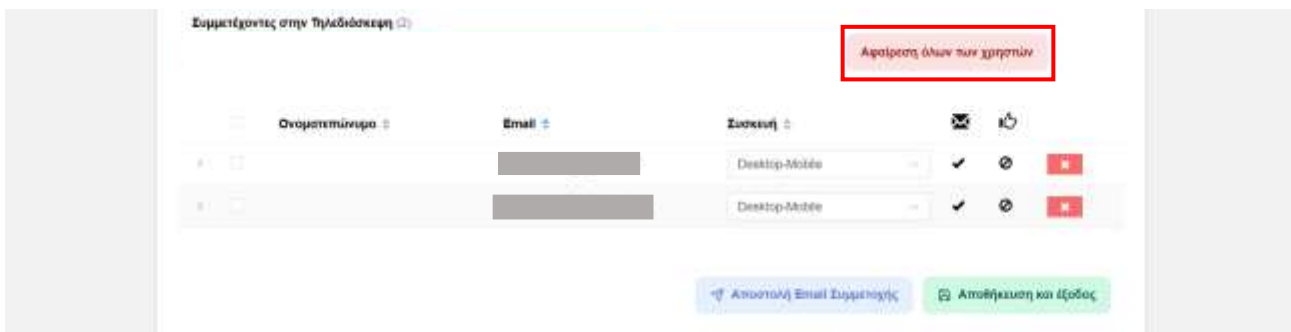 Συμμετέχοντες στην Τηλεδιάσκεψη (2)
Αφαίρεση όλων των χρηστών
Ονοματεπώνυμο Email Συσκευή
Desktop-Mobile
Desktop-Mobile
Αποστολή Email Συμμετοχής Αποθήκευση και έξοδος